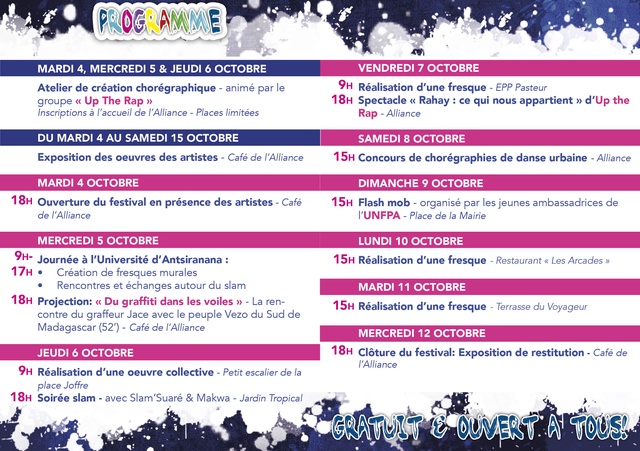 PROGRAMME
MARDI 4, MERCREDI 5 & JEUDI 6 OCTOBRE
Atelier de création chorégraphique - animé par le
groupe « Up The Rap »
Inscriptions à l'accueil de l'Alliance - Places limitées
DU MARDI 4 AU SAMEDI 15 OCTOBRE
Exposition des oeuvres des artistes - Café de l'Alliance
MARDI 4 OCTOBRE
18H Ouverture du festival en présence des artistes - Café
de l'Alliance
MERCREDI 5 OCTOBRE
9H- Journée à l'Université d'Antsiranana :
17H • Création de fresques murales
• Rencontres et échanges autour du slam
18H Projection: « Du graffiti dans les voiles » - La ren-
contre du graffeur Jace avec le peuple Vezo du Sud de
Madagascar (52') - Café de l'Alliance
JEUDI 6 OCTOBRE
9H Réalisation d'une oeuvre collective - Petit escalier de la
place Joffre
18H Soirée slam - avec Slam'Suaré & Makwa - Jardin Tropical
VENDREDI 7 OCTOBRE
9H Réalisation d'une fresque - EPP Pasteur
18H Spectacle « Rahay : ce qui nous appartient » d'Up the
Rap - Alliance
SAMEDI 8 OCTOBRE
15H Concours de chorégraphies de danse urbaine - Alliance
DIMANCHE 9 OCTOBRE
15H Flash mob - organisé par les jeunes ambassadrices de
l'UNFPA - Place de la Mairie
LUNDI 10 OCTOBRE
15H Réalisation d'une fresque - Restaurant « Les Arcades »
MARDI 11 OCTOBRE
15H Réalisation d'une fresque - Terrasse du Voyageur
MERCREDI 12 OCTOBRE
18H Clôture du festival: Exposition de restitution - Café de
l'Alliance
GRATUIT & OUVERT A TOUS!